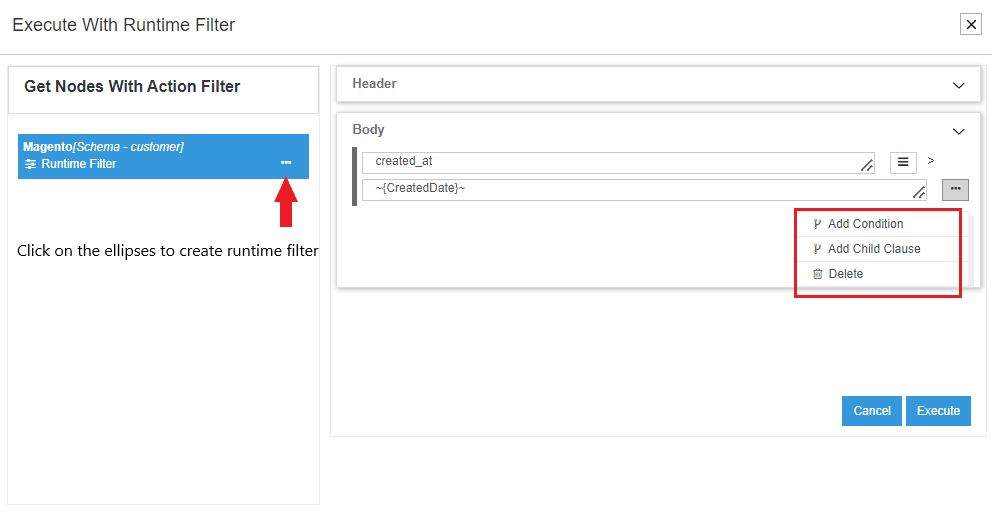 Execute With Runtime Filter
Get Nodes With Action Filter
Magento[Schema - customer]
Runtime Filter
Click on the ellipses to create runtime filter
Header
Body
created_at
>
~{CreatedDate}~
Add Condition
Add Child Clause
Delete
Cancel
Execute